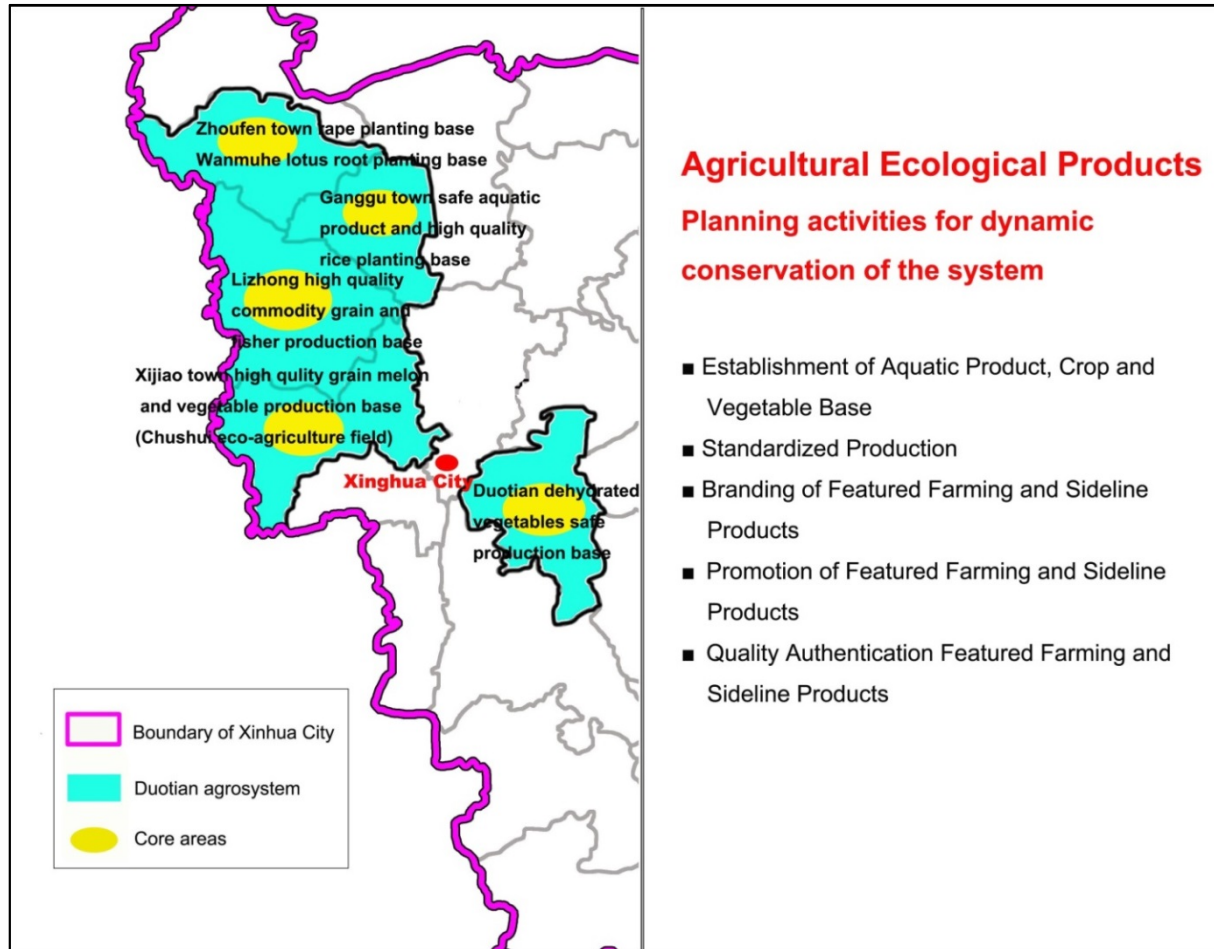 Zhoufen town rape planting base
Wanmuhe lotus root planting base
Ganggu town safe aquatic
product and high quality
rice planting base
Lizhong high quality
commodity grain and
fisher production base
Xijiao town high qulity grain melon
and vegetable production base
(Chushui eco-agriculture field)
Xinghua City
Duotian dehydrated
vegetables safe
production base
Boundary of Xinhua City
Duotian agrosystem
Core areas
Agricultural Ecological Products
Planning activities for dynamic
conservation of the system
■ Establishment of Aquatic Product, Crop and
Vegetable Base
■ Standardized Production
■ Branding of Featured Farming and Sideline
Products
■ Promotion of Featured Farming and Sideline
Products
■ Quality Authentication Featured Farming and
Sideline Products